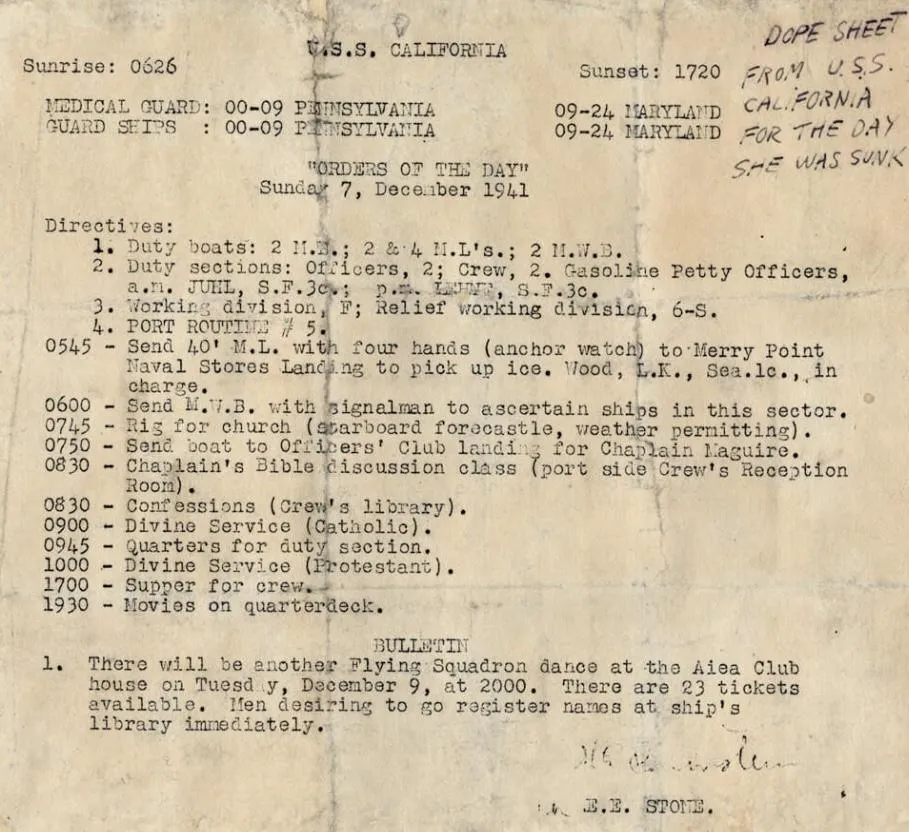 U.S.S. CALIFORNIA
DOPE SHEET
FROM U.S.S.
CALIFORNIA
FOR THE DAY
SHE WAS SUNK
Sunrise: 0626 Sunset: 1720
MEDICAL GUARD: 00-09 PENNSYLVANIA 09-24 MARYLAND
GUARD SHIPS : 00-09 PENNSYLVANIA 09-24 MARYLAND
"ORDERS OF THE DAY"
Sunday 7, December 1941
Directives:
1. Duty boats: 2 M.B.; 2 & 4 M.L's.; 2 M.W.B.
2. Duty sections: Officers, 2; Crew, 2. Gasoline Petty Officers,
a.m. JUHL, S.F.3c.; p.m. S.F.3c.
3. Working division, F; Relief working division, 6-S.
4. PORT ROUTINE # 5.
0545 - Send 40' M.L. with four hands (anchor watch) to Merry Point
Naval Stores Landing to pick up ice. Wood, L.K., Sea.1c., in
charge.
0600 - Send M.W.B. with signalman to ascertain ships in this sector.
0745 - Rig for church (starboard forecastle, weather permitting).
0750 - Send boat to Officers' Club landing for Chaplain Maguire.
0830 - Chaplain's Bible discussion class (port side Crew's Reception
Room).
0830 - Confessions (Crew's library).
0900 - Divine Service (Catholic).
0945 - Quarters for duty section.
1000 - Divine Service (Protestant).
1700 - Supper for crew.
1930 - Movies on quarterdeck.
BULLETIN
1. There will be another Flying Squadron dance at the Aiea Club
house on Tuesday, December 9, at 2000. There are 23 tickets
available. Men desiring to go register names at ship's
library immediately.
E.E. STONE.